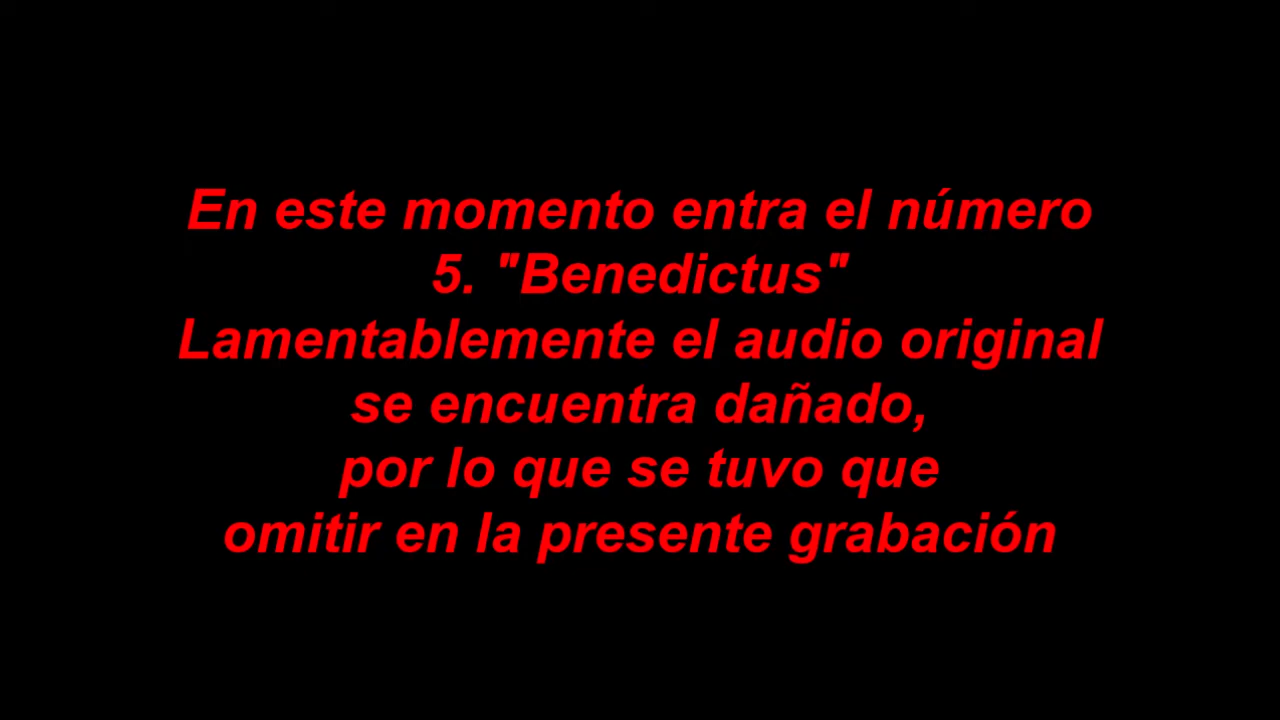 En este momento entra el número
5. "Benedictus"
Lamentablemente el audio original
se encuentra dañado,
por lo que se tuvo que
omitir en la presente grabación